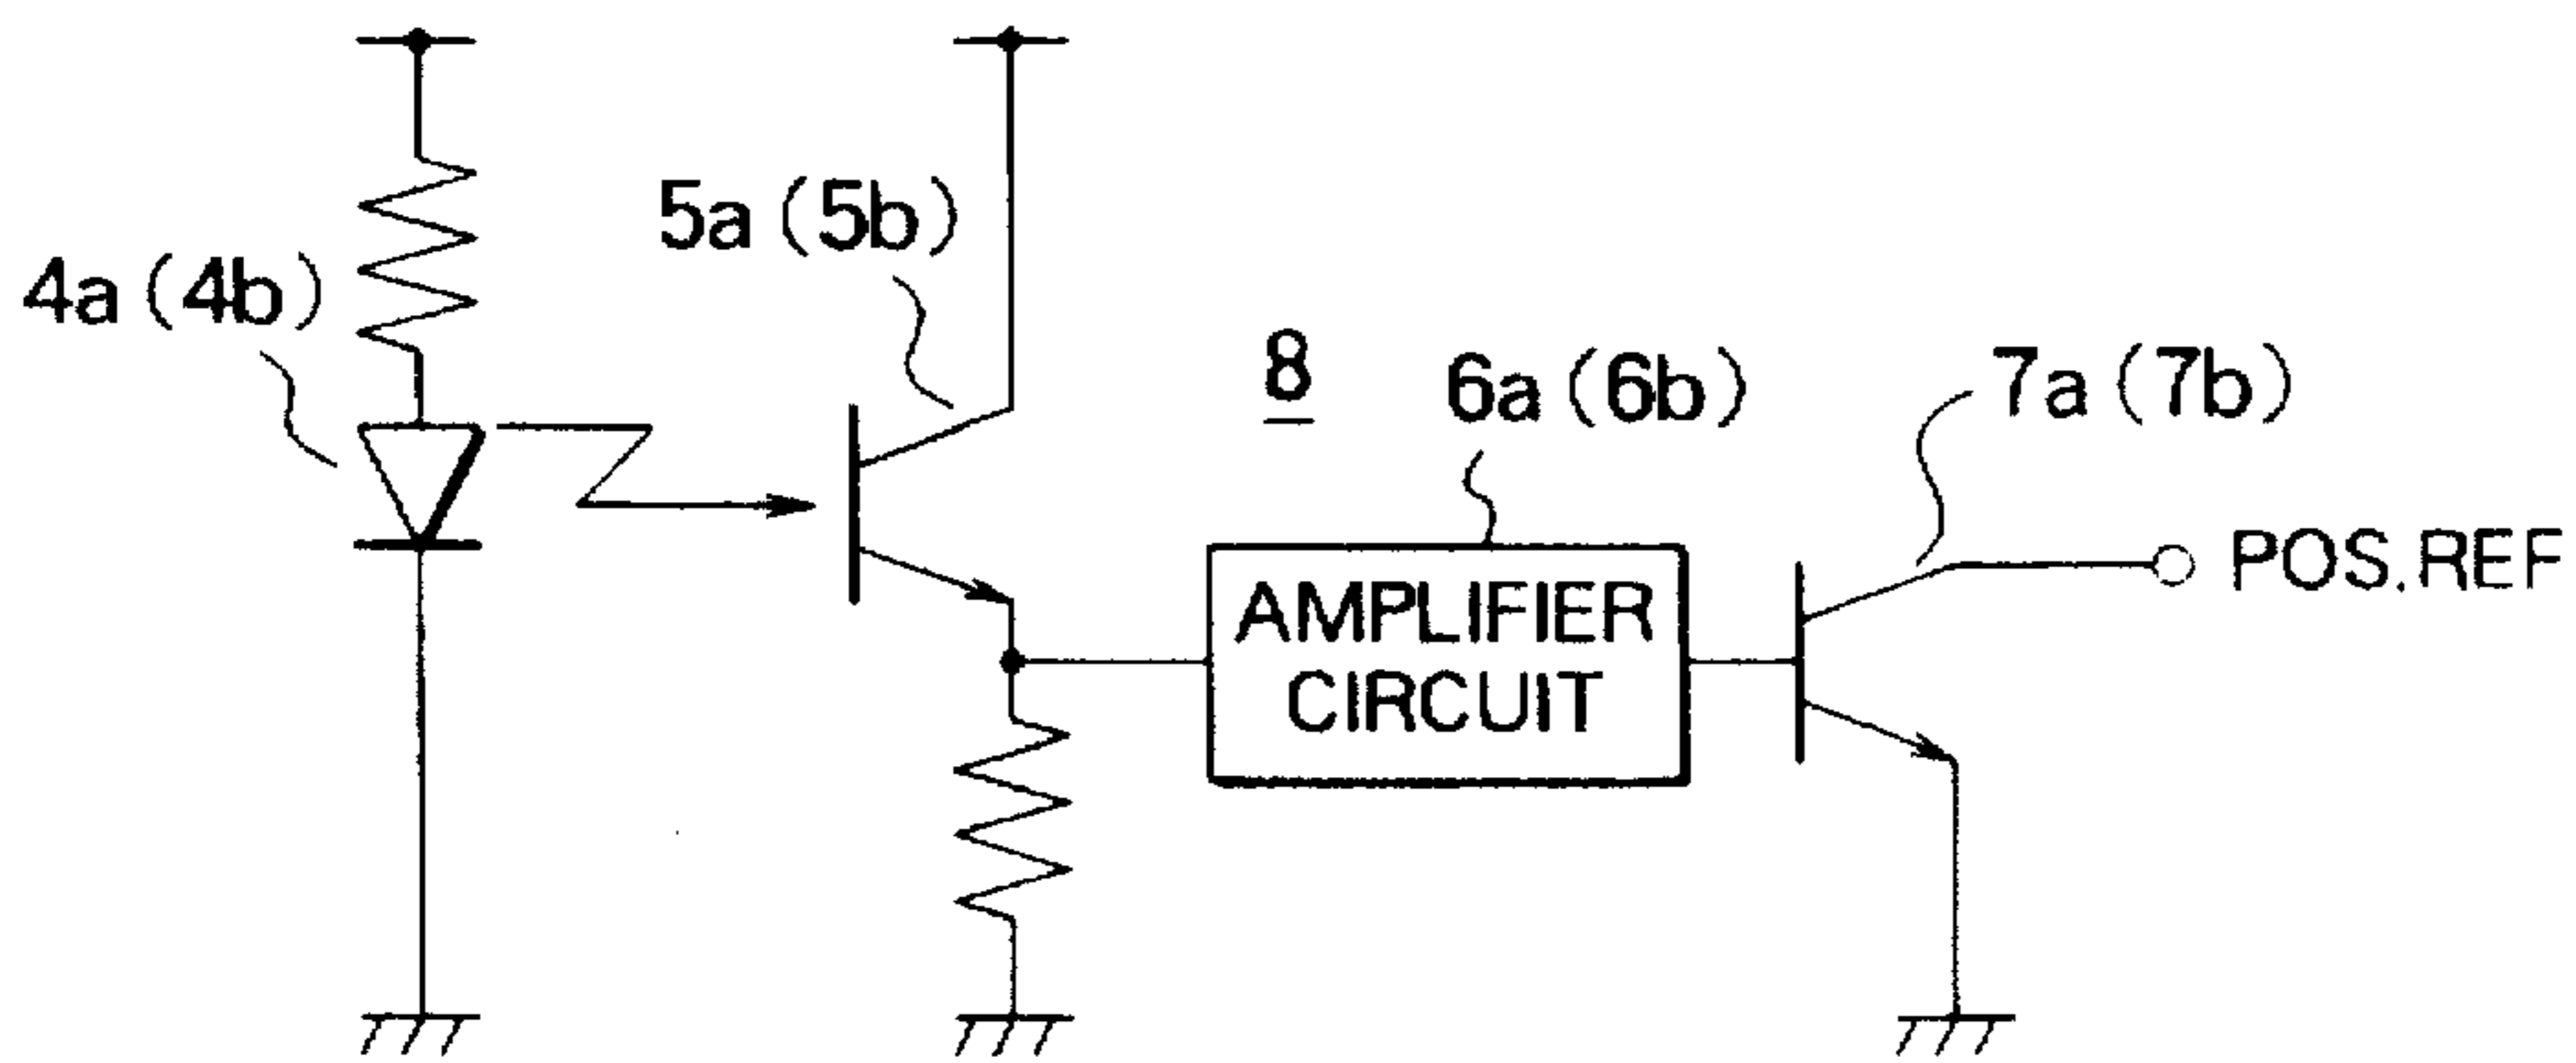 5a (5b)
4a (4b)
8
6a (6b)
7a (7b)
POS.REF
AMPLIFIER
CIRCUIT